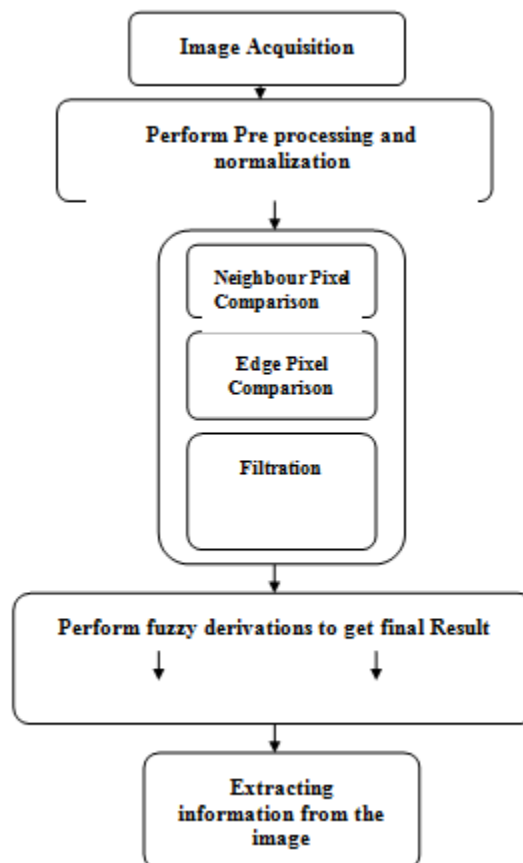 Image Acquisition
Perform Pre processing and
normalization
Neighbour Pixel
Comparison
Edge Pixel
Comparison
Filtration
Perform fuzzy derivations to get final Result
Extracting
information from the
image